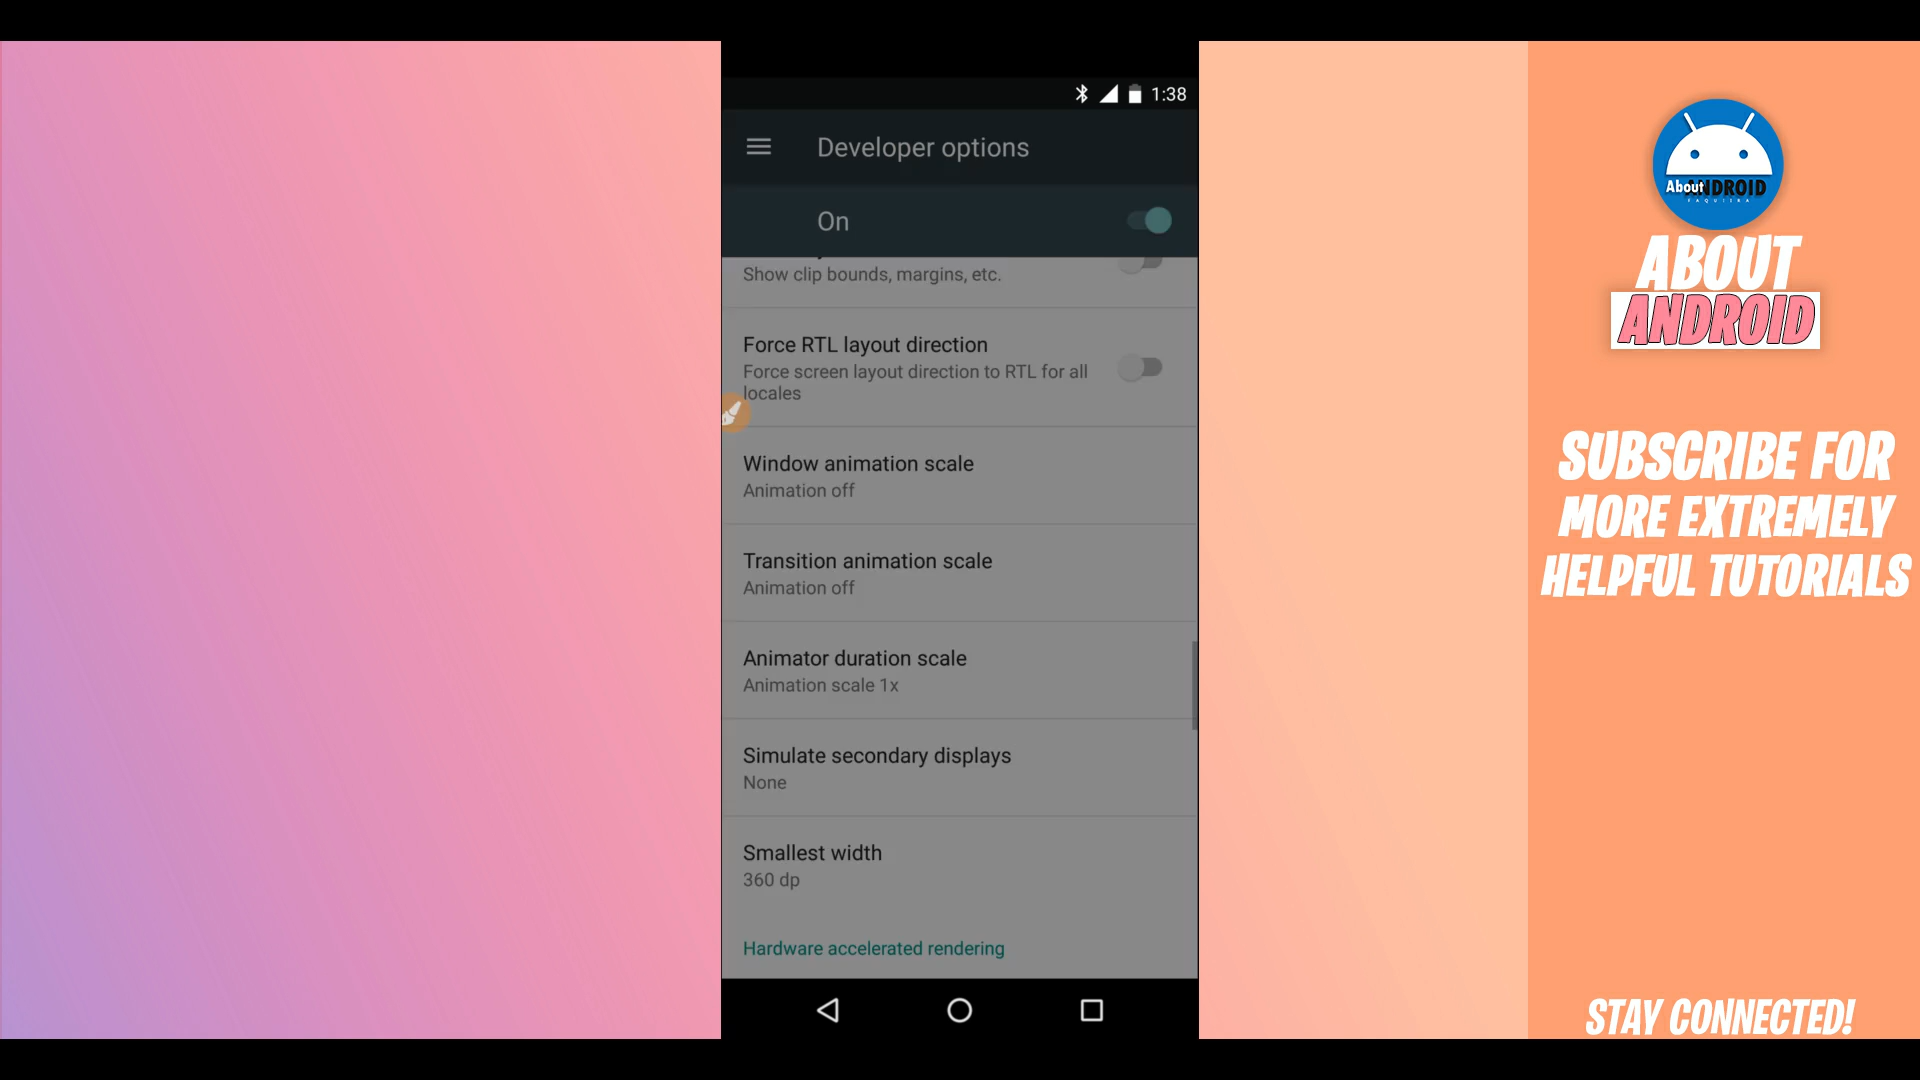 1:38
Developer options
On
Show clip bounds, margins, etc.
Force RTL layout direction
Force screen layout direction to RTL for all
locales
Window animation scale
Animation off
Transition animation scale
Animation off
Animator duration scale
Animation scale 1x
Simulate secondary displays
None
Smallest width
360 dp
Hardware accelerated rendering
About ANDROID
FAQUIIRA
ABOUT
ANDROID
SUBSCRIBE FOR
MORE EXTREMELY
HELPFUL TUTORIALS
STAY CONNECTED!